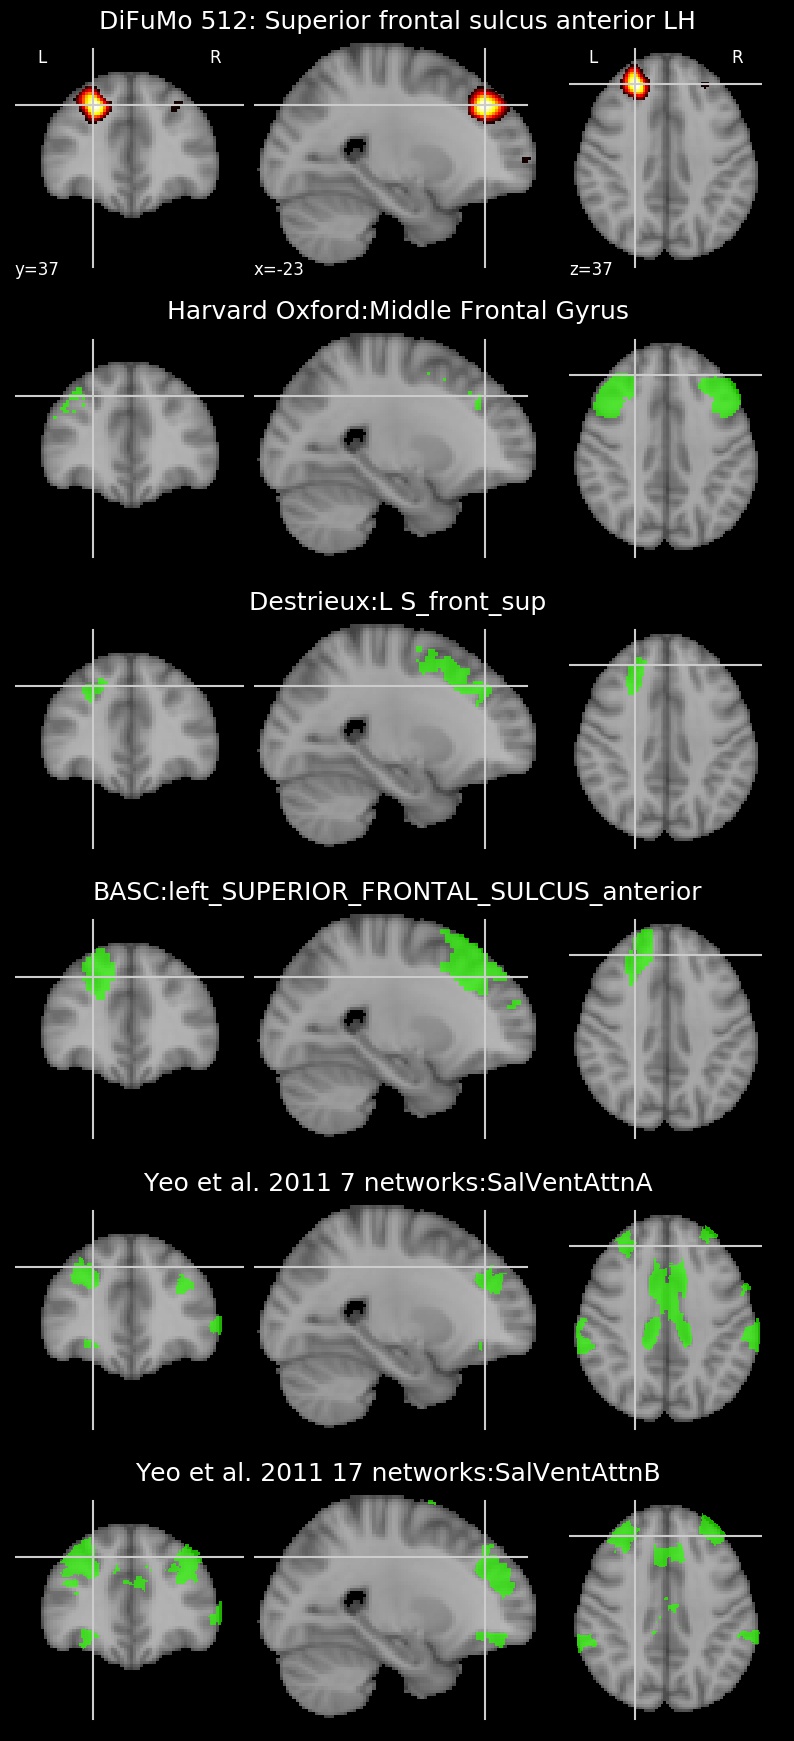 DiFuMo 512: Superior frontal sulcus anterior LH
L R L R
y=37 x=-23 z=37
Harvard Oxford:Middle Frontal Gyrus
Destrieux:L S_front_sup
BASC:left_SUPERIOR_FRONTAL_SULCUS_anterior
Yeo et al. 2011 7 networks:SalVentAttnA
Yeo et al. 2011 17 networks:SalVentAttnB